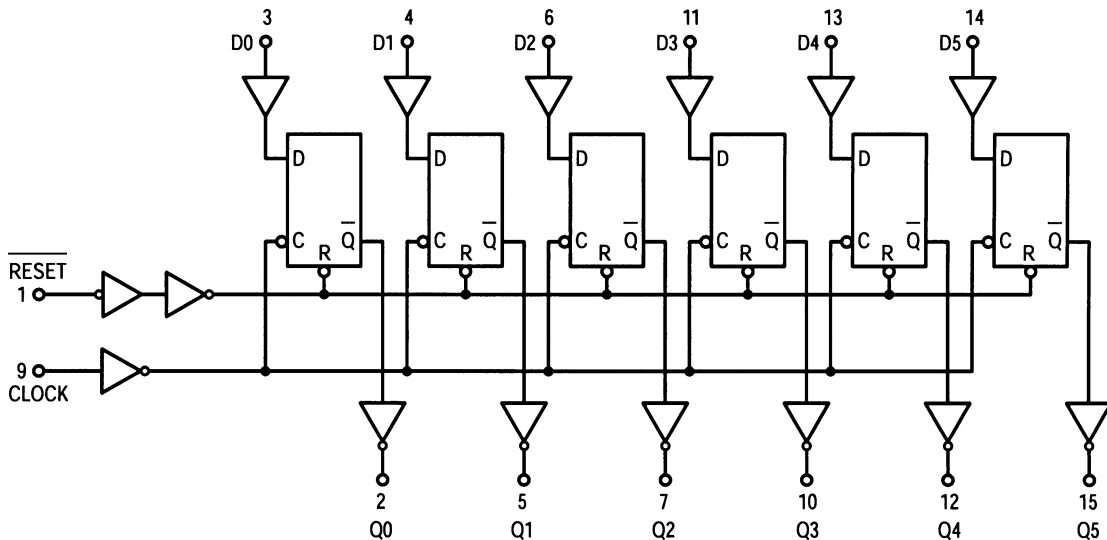 3 4 6 11 13 14
D0 D1 D2 D3 D4 D5
D D D D D D
C Q C Q C Q C Q C Q C Q
R R R R R R
RESET
1
9
CLOCK
2 5 7 10 12 15
Q0 Q1 Q2 Q3 Q4 Q5